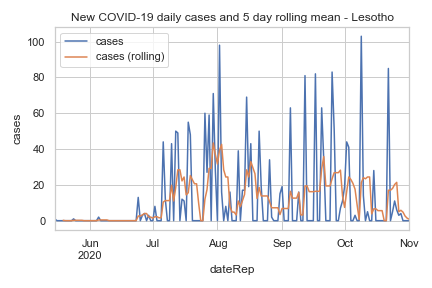 New COVID-19 daily cases and 5 day rolling mean - Lesotho
cases
cases (rolling)
100
80
60
40
20
0
cases
Jun
2020
Jul
Aug
Sep
Oct
Nov
dateRep